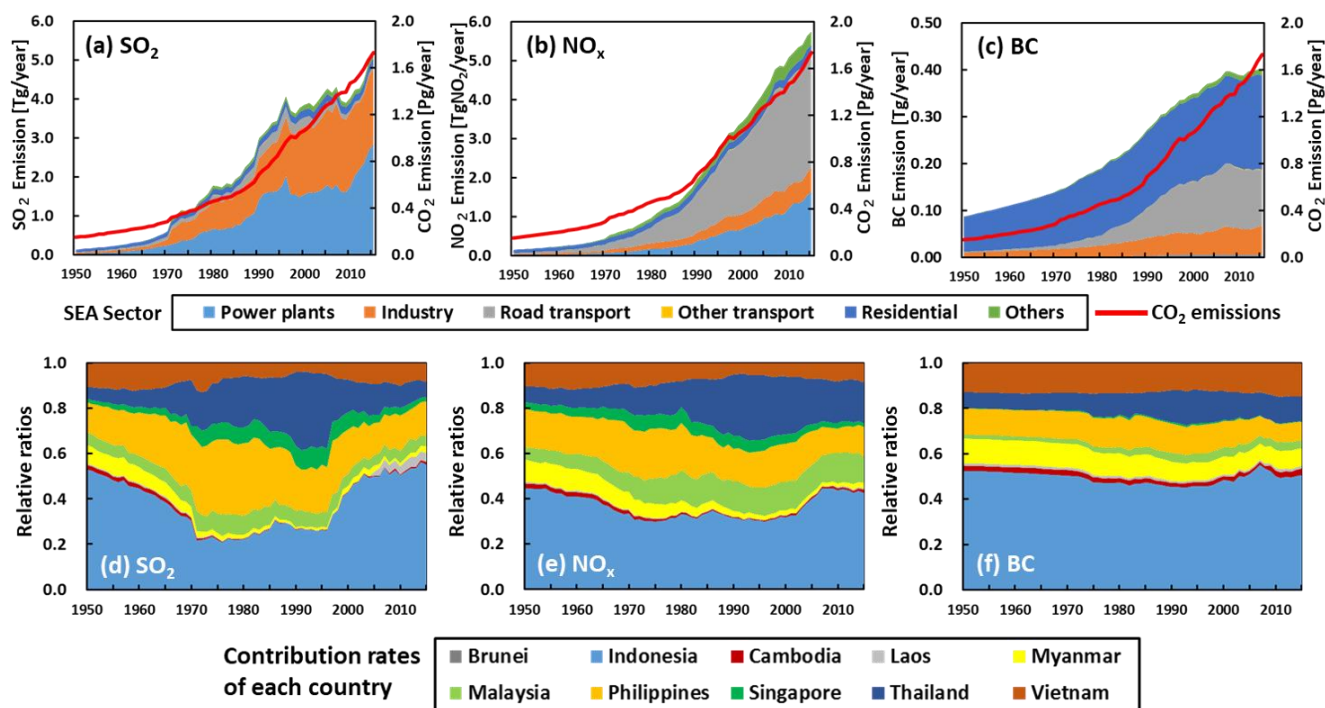 (a) SO2
SO2 Emission [Tg/year]
6.0
5.0
4.0
3.0
2.0
1.0
0.0
2.0
1.6
1.2
0.8
0.4
0.0
CO2 Emission [Pg/year]
1950 1960 1970 1980 1990 2000 2010
(b) NOx
NO2 Emission [TgNO2/year]
6.0
5.0
4.0
3.0
2.0
1.0
0.0
2.0
1.6
1.2
0.8
0.4
0.0
CO2 Emission [Pg/year]
1950 1960 1970 1980 1990 2000 2010
(c) BC
BC Emission [Tg/year]
0.50
0.40
0.30
0.20
0.10
0.00
2.0
1.6
1.2
0.8
0.4
0.0
CO2 Emission [Pg/year]
1950 1960 1970 1980 1990 2000 2010
SEA Sector
Power plants Industry Road transport Other transport Residential Others
CO2 emissions
Relative ratios
1.0
0.8
0.6
0.4
0.2
0.0
(d) SO2
1950 1960 1970 1980 1990 2000 2010
Relative ratios
1.0
0.8
0.6
0.4
0.2
0.0
(e) NOx
1950 1960 1970 1980 1990 2000 2010
Relative ratios
1.0
0.8
0.6
0.4
0.2
0.0
(f) BC
1950 1960 1970 1980 1990 2000 2010
Contribution rates
of each country
Brunei Indonesia Cambodia Laos Myanmar
Malaysia Philippines Singapore Thailand Vietnam